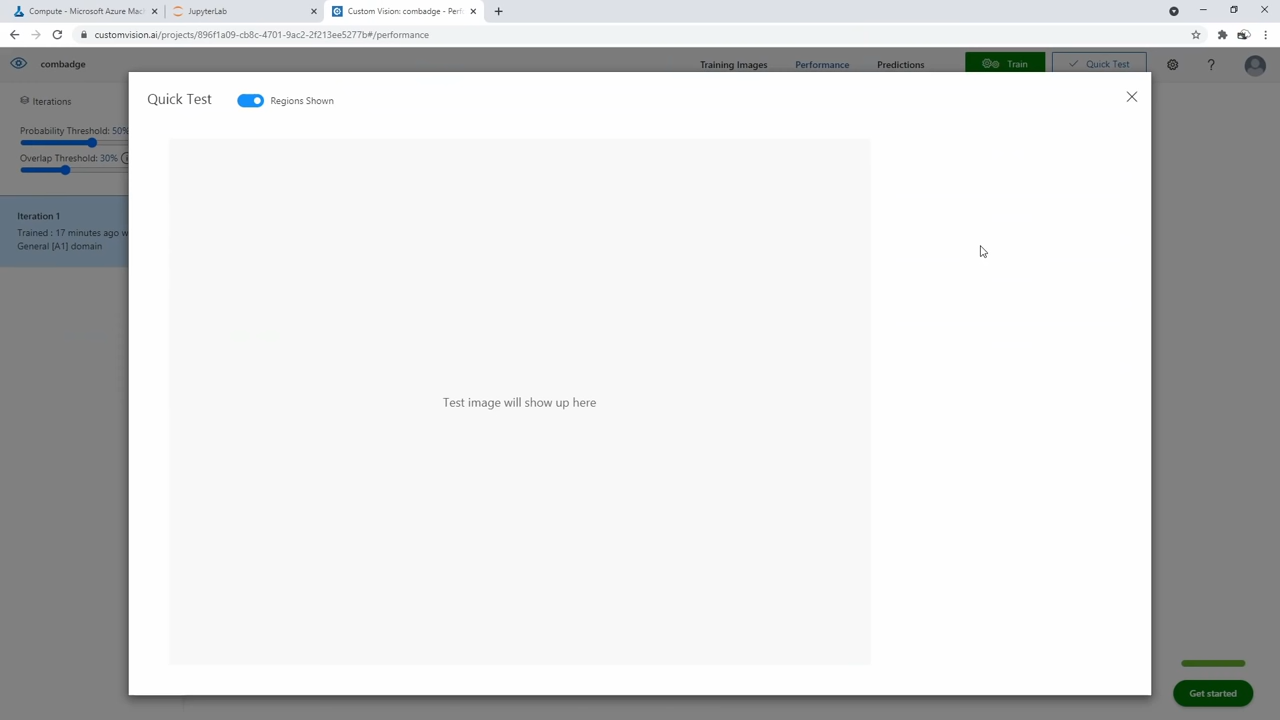 Compute - Microsoft Azure Mac
JupyterLab
Custom Vision: combadge - Perf
customvision.ai/projects/896f1a09-cb8c-4701-9ac2-2f213ee5277b#/performance
combadge
Training Images
Performance
Predictions
Train
Quick Test
?
Iterations
Probability Threshold: 50%
Overlap Threshold: 30%
Iteration 1
Trained : 17 minutes ago w
General [A1] domain
Quick Test
Regions Shown
Test image will show up here
Get started